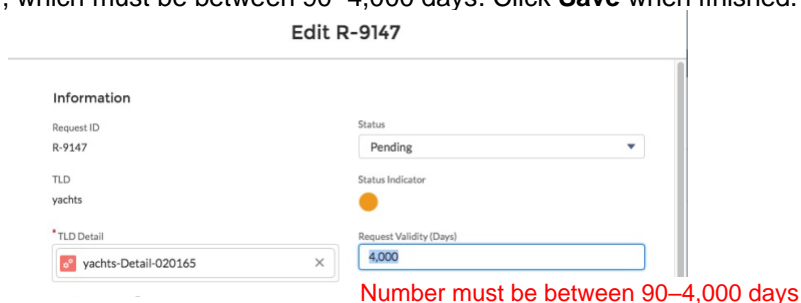 , which must be between 90–4,000 days. Click Save when finished.
Edit R-9147
Information
Request ID
R-9147
Status
Pending
TLD
yachts
Status Indicator
*TLD Detail
yachts-Detail-020165
Request Validity (Days)
4,000
Number must be between 90–4,000 days